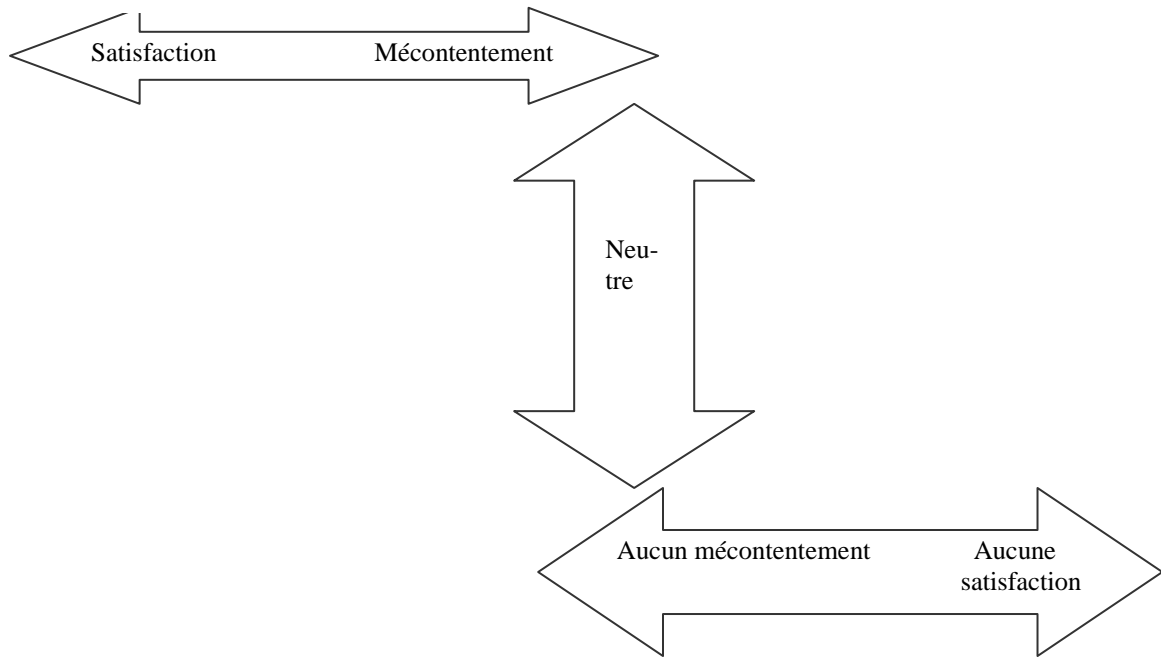 Satisfaction Mécontentement
Neu-
tre
Aucun mécontentement Aucune
satisfaction